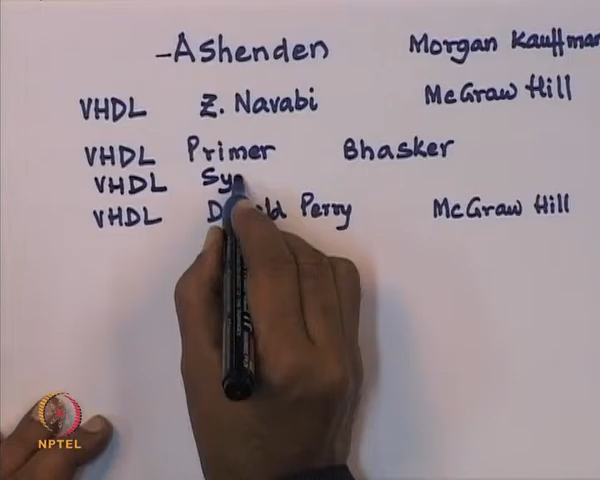 -Ashenden Morgan Kauffman
VHDL Z. Navabi McGraw Hill
VHDL Primer Bhasker
VHDL Sy
VHDL Perry McGraw Hill
NPTEL